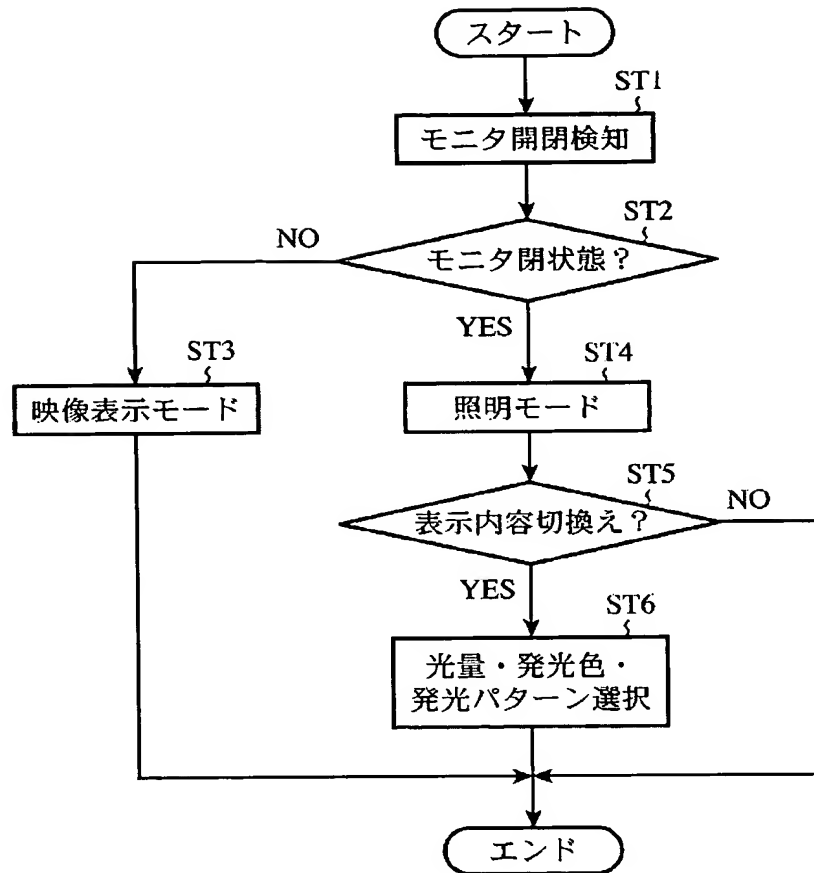 スタート
ST1
モニタ開閉検知
ST2
モニタ閉状態？
NO
YES
ST3
映像表示モード
ST4
照明モード
ST5
表示内容切換え？
NO
YES
ST6
光量・発光色・
発光パターン選択
エンド